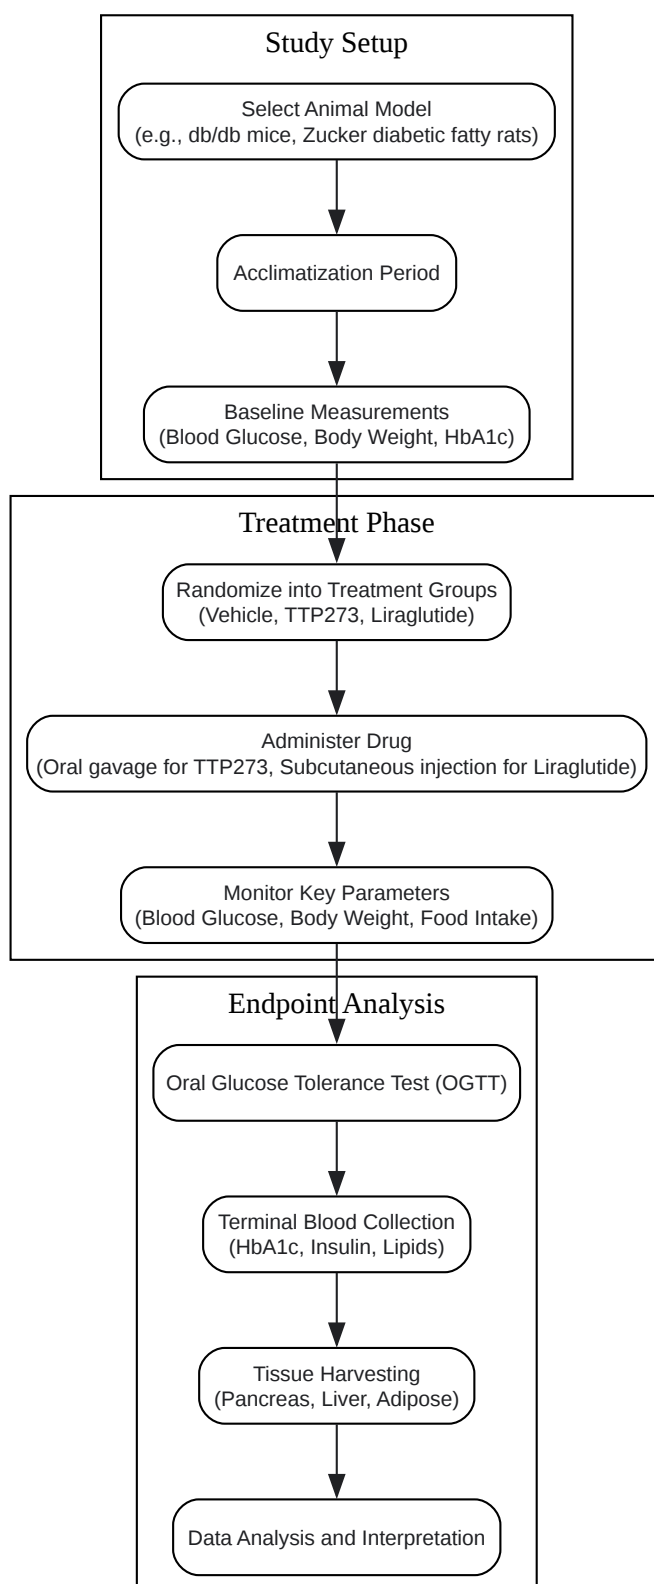 Study Setup
Select Animal Model
(e.g., db/db mice, Zucker diabetic fatty rats)
Acclimatization Period
Baseline Measurements
(Blood Glucose, Body Weight, HbA1c)
Treatment Phase
Randomize into Treatment Groups
(Vehicle, TTP273, Liraglutide)
Administer Drug
(Oral gavage for TTP273, Subcutaneous injection for Liraglutide)
Monitor Key Parameters
(Blood Glucose, Body Weight, Food Intake)
Endpoint Analysis
Oral Glucose Tolerance Test (OGTT)
Terminal Blood Collection
(HbA1c, Insulin, Lipids)
Tissue Harvesting
(Pancreas, Liver, Adipose)
Data Analysis and Interpretation